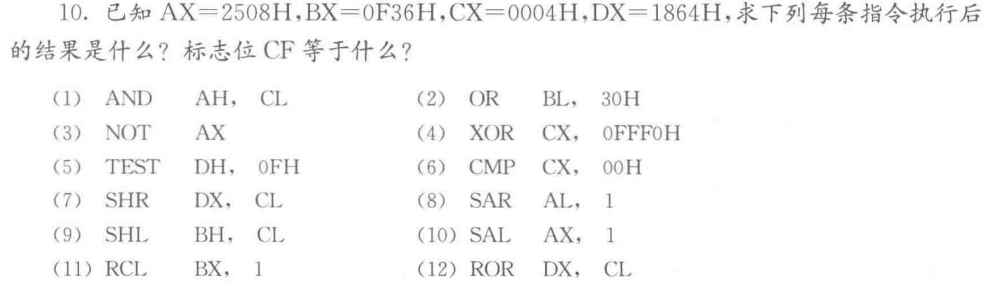 10. 已知 AX=2508H,BX=0F36H,CX=0004H,DX=1864H,求下列每条指令执行后
的结果是什么? 标志位 CF 等于什么?
(1) AND AH, CL (2) OR BL, 30H
(3) NOT AX (4) XOR CX, 0FFF0H
(5) TEST DH, 0FH (6) CMP CX, 00H
(7) SHR DX, CL (8) SAR AL, 1
(9) SHL BH, CL (10) SAL AX, 1
(11) RCL BX, 1 (12) ROR DX, CL